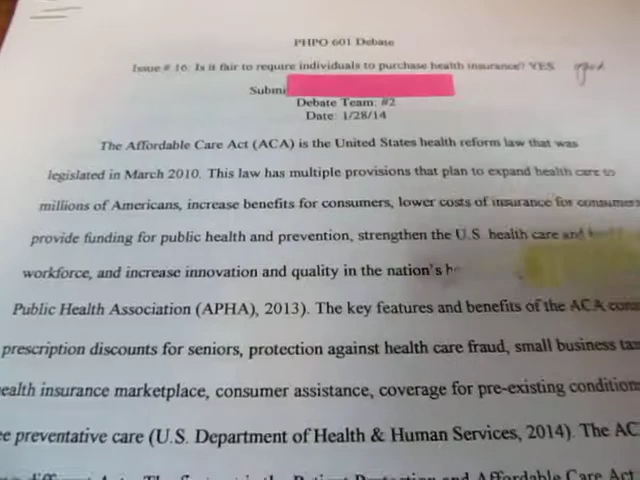 PHPO 601 Debate
Issue # 16: Is it fair to require individuals to purchase health insurance? YES
Submi
Debate Team: #2
Date: 1/28/14
The Affordable Care Act (ACA) is the United States health reform law that was
legislated in March 2010. This law has multiple provisions that plan to expand health care to
millions of Americans, increase benefits for consumers, lower costs of insurance for consumers
provide funding for public health and prevention, strengthen the U.S. health care and
workforce, and increase innovation and quality in the nation's h
Public Health Association (APHA), 2013). The key features and benefits of the ACA
prescription discounts for seniors, protection against health care fraud, small business tax
ealth insurance marketplace, consumer assistance, coverage for pre-existing condition
e preventative care (U.S. Department of Health & Human Services, 2014). The AC
and Affordable Care Act